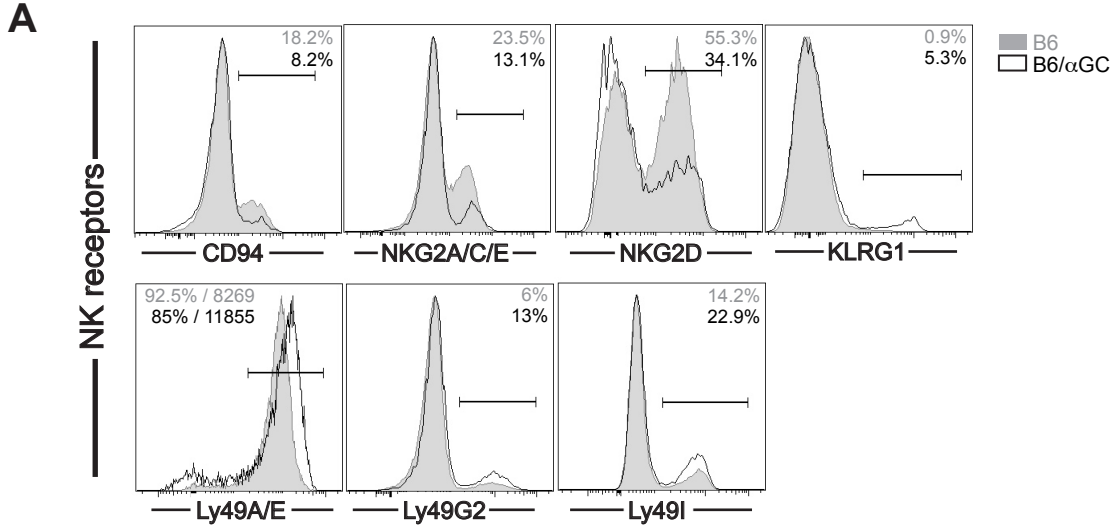 A
NK receptors
18.2%
8.2%
CD94
23.5%
13.1%
NKG2A/C/E
55.3%
34.1%
NKG2D
0.9%
5.3%
KLRG1
B6
B6/αGC
92.5% / 8269
85% / 11855
Ly49A/E
6%
13%
Ly49G2
14.2%
22.9%
Ly49I